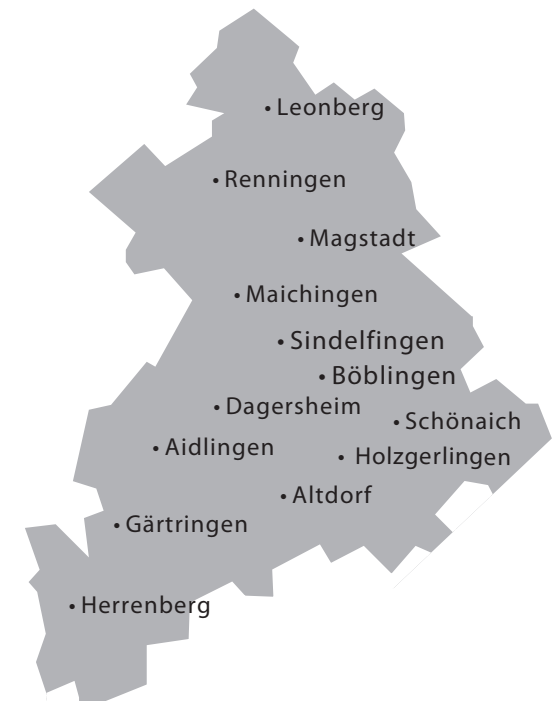 • Leonberg
• Renningen
• Magstadt
• Maichingen
• Sindelfingen
• Böblingen
• Dagersheim
• Schönaich
• Aidlingen
• Holzgerlingen
• Altdorf
• Gärtringen
• Herrenberg